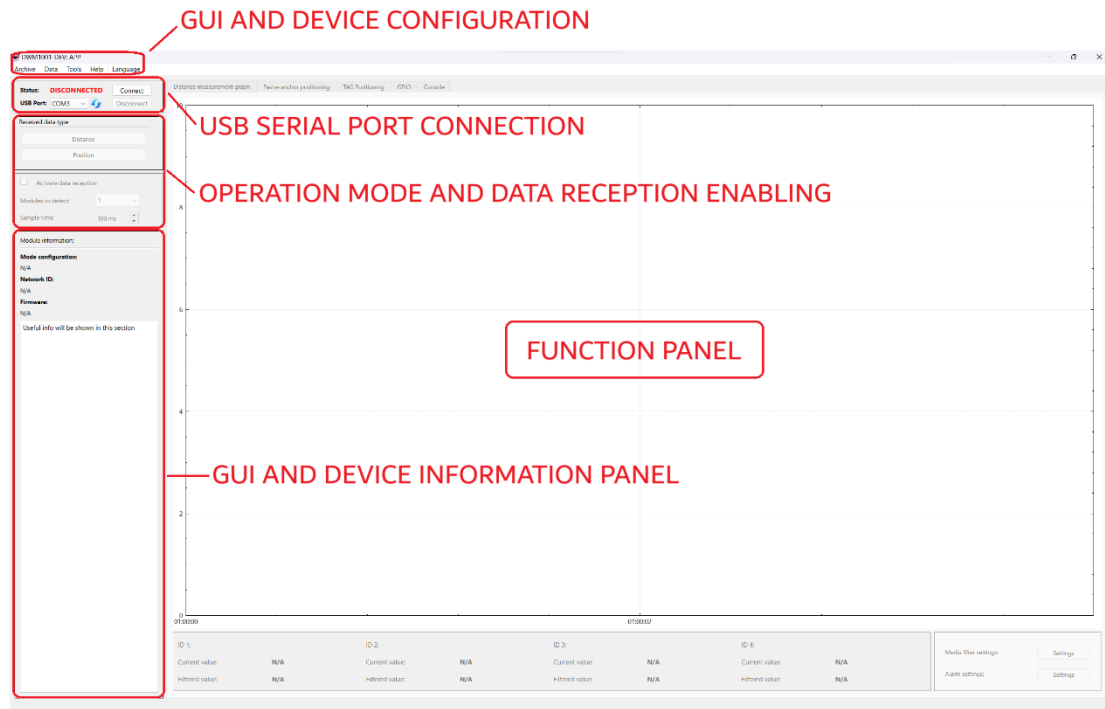 GUI AND DEVICE CONFIGURATION
DWM1001-DEV: APP
Archive Data Tools Help Language
Status: DISCONNECTED Connect
USB Port: COM3 Disconnect
Distance measurement graph Passive anchor positioning TAG Positioning GPIO Console
USB SERIAL PORT CONNECTION
Received data type
Distance
Position
OPERATION MODE AND DATA RECEPTION ENABLING
Activate data reception
Modules to detect: 1
Sample time: 100 ms
Module information:
Mode configuration:
N/A
Network ID:
N/A
Firmware:
N/A
Useful info will be shown in this section
10
8
6
4
2
0
FUNCTION PANEL
GUI AND DEVICE INFORMATION PANEL
01:00:00 01:00:02
ID 1: ID 2: ID 3: ID 4:
Current value: N/A Current value: N/A Current value: N/A Current value: N/A
Filtered value: N/A Filtered value: N/A Filtered value: N/A Filtered value: N/A
Media filter settings: Settings
Alarm settings: Settings